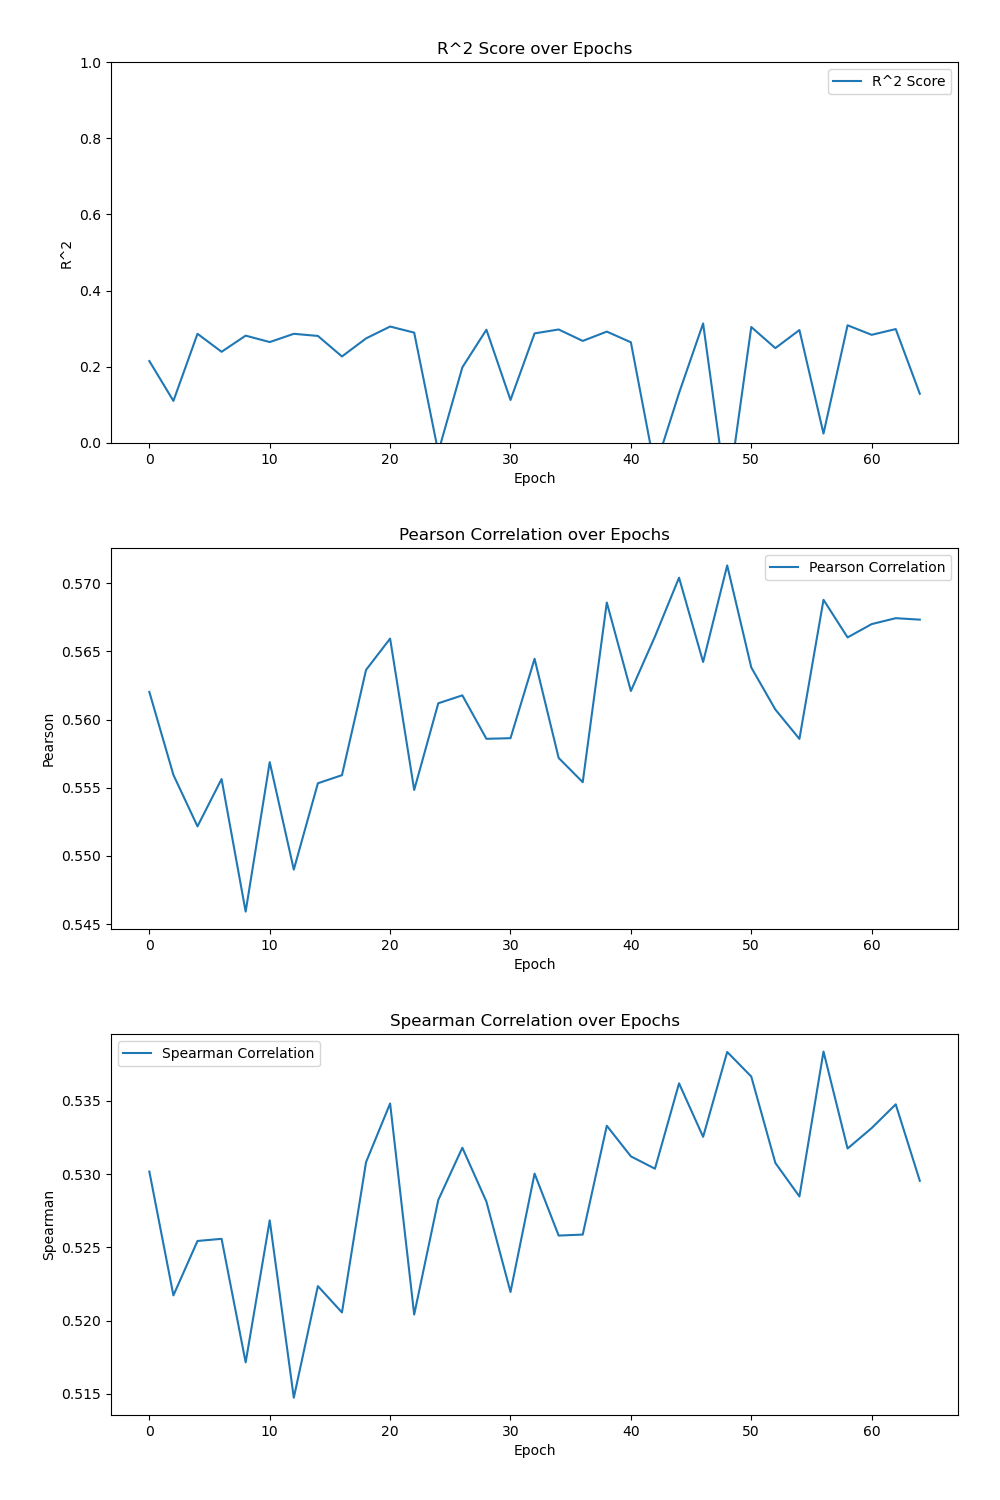 R^2 Score over Epochs
1.0
R^2 Score
0.8
0.6
R^2
0.4
0.2
0.0
0 10 20 30 40 50 60
Epoch
Pearson Correlation over Epochs
Pearson Correlation
0.570
0.565
0.560
Pearson
0.555
0.550
0.545
0 10 20 30 40 50 60
Epoch
Spearman Correlation over Epochs
Spearman Correlation
0.535
0.530
Spearman
0.525
0.520
0.515
0 10 20 30 40 50 60
Epoch